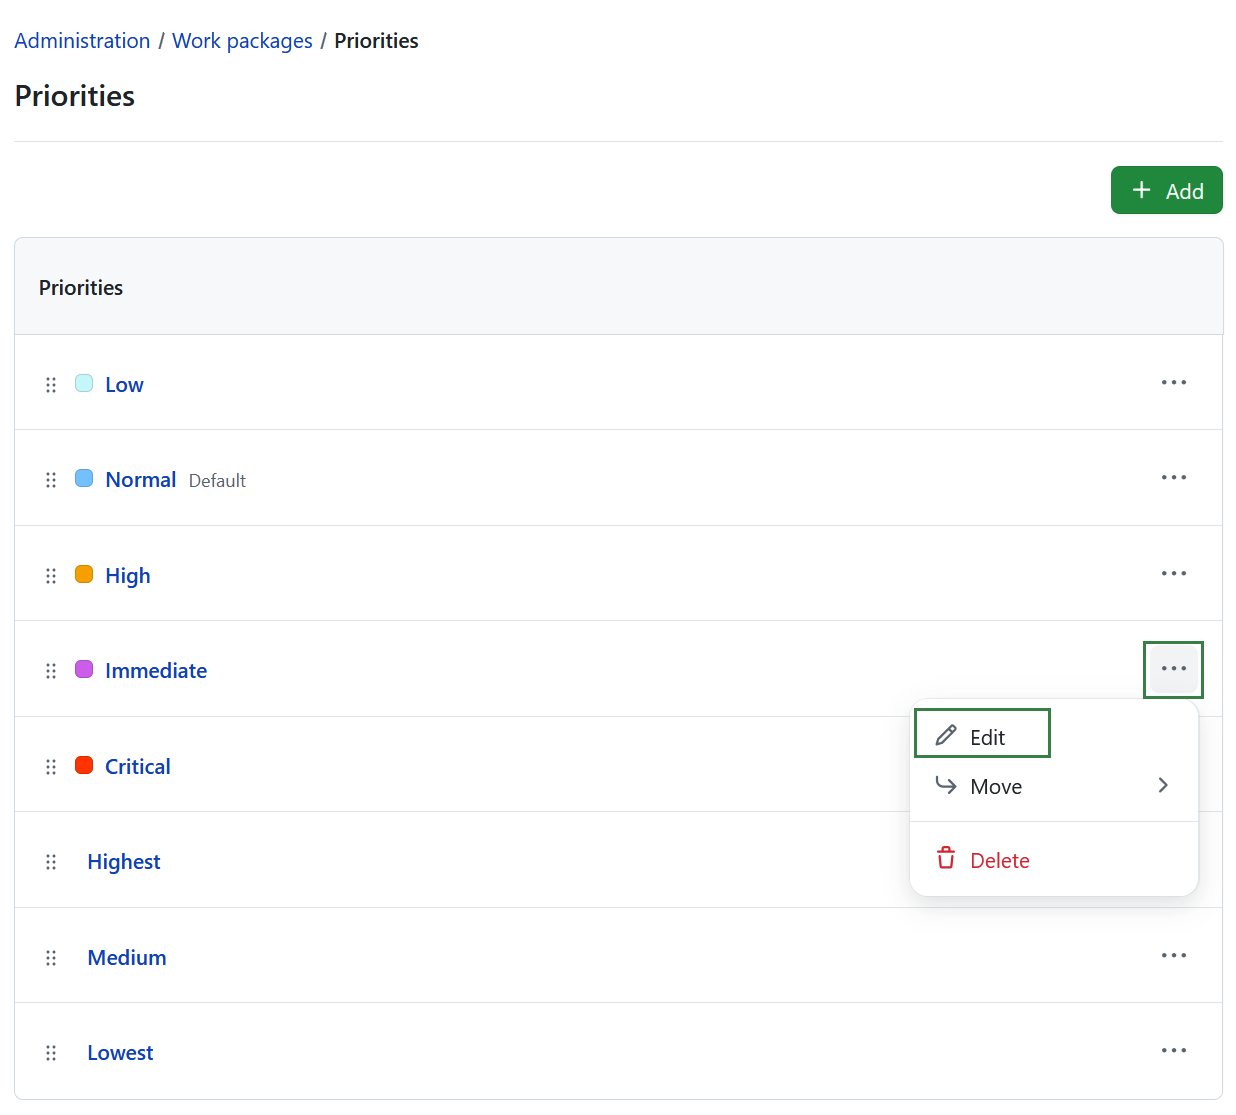 Administration / Work packages / Priorities
Priorities
Add
Priorities
Low
Normal Default
High
Immediate
Edit
Critical
Move
Highest
Delete
Medium
Lowest